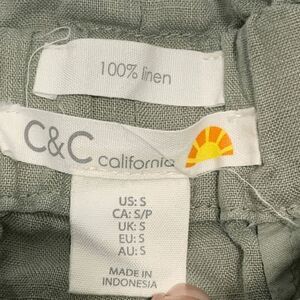 100% linen
C&C california
US: S
CA: S/P
UK: S
EU: S
AU: S
MADE IN
INDONESIA